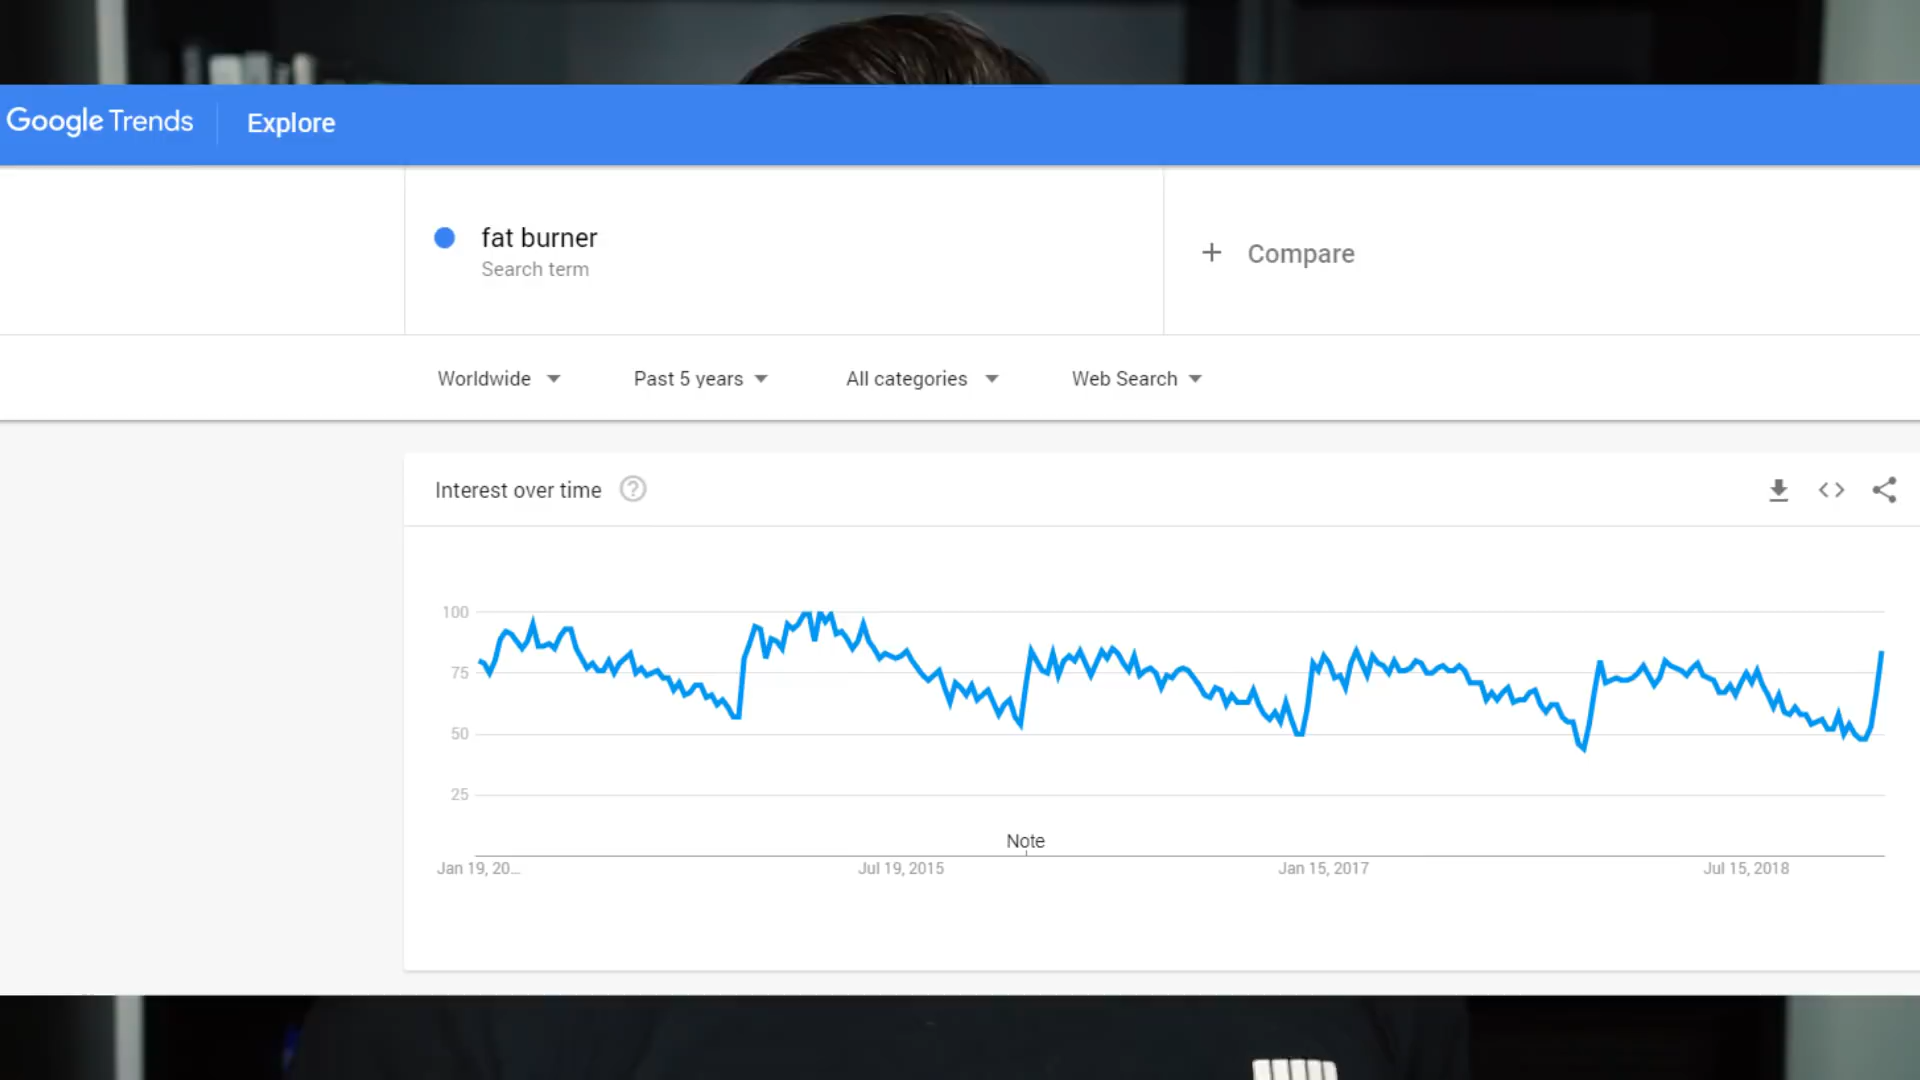 Google Trends
Explore
fat burner
Search term
+ Compare
Worldwide
Past 5 years
All categories
Web Search
Interest over time
?
100
75
50
25
Note
Jan 19, 20...
Jul 19, 2015
Jan 15, 2017
Jul 15, 2018